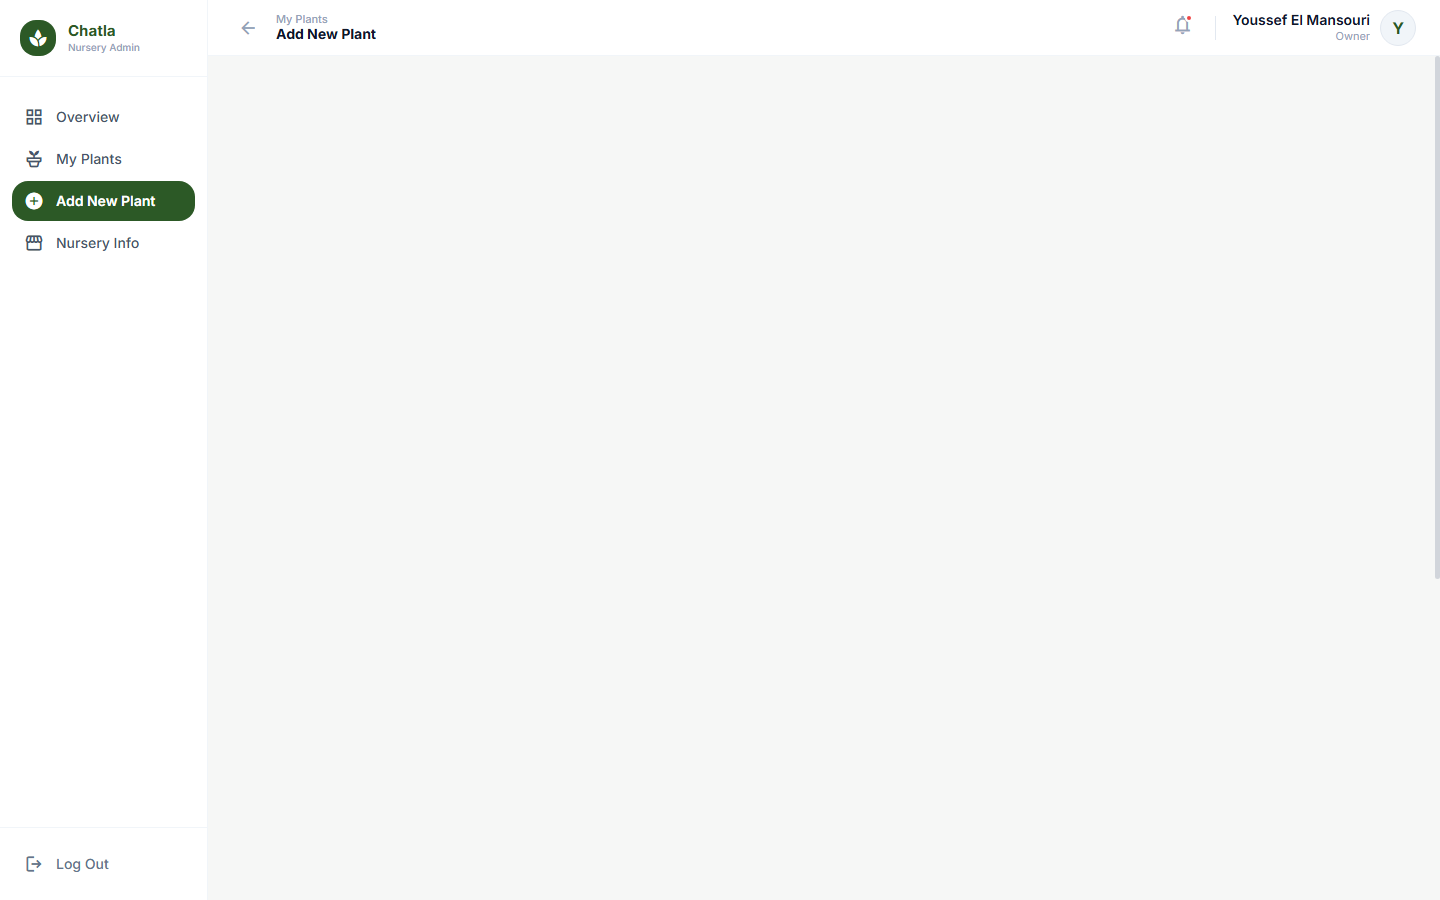 Chatla
Nursery Admin
Overview
My Plants
Add New Plant
Nursery Info
Log Out
My Plants
Add New Plant
Youssef El Mansouri
Owner
Y